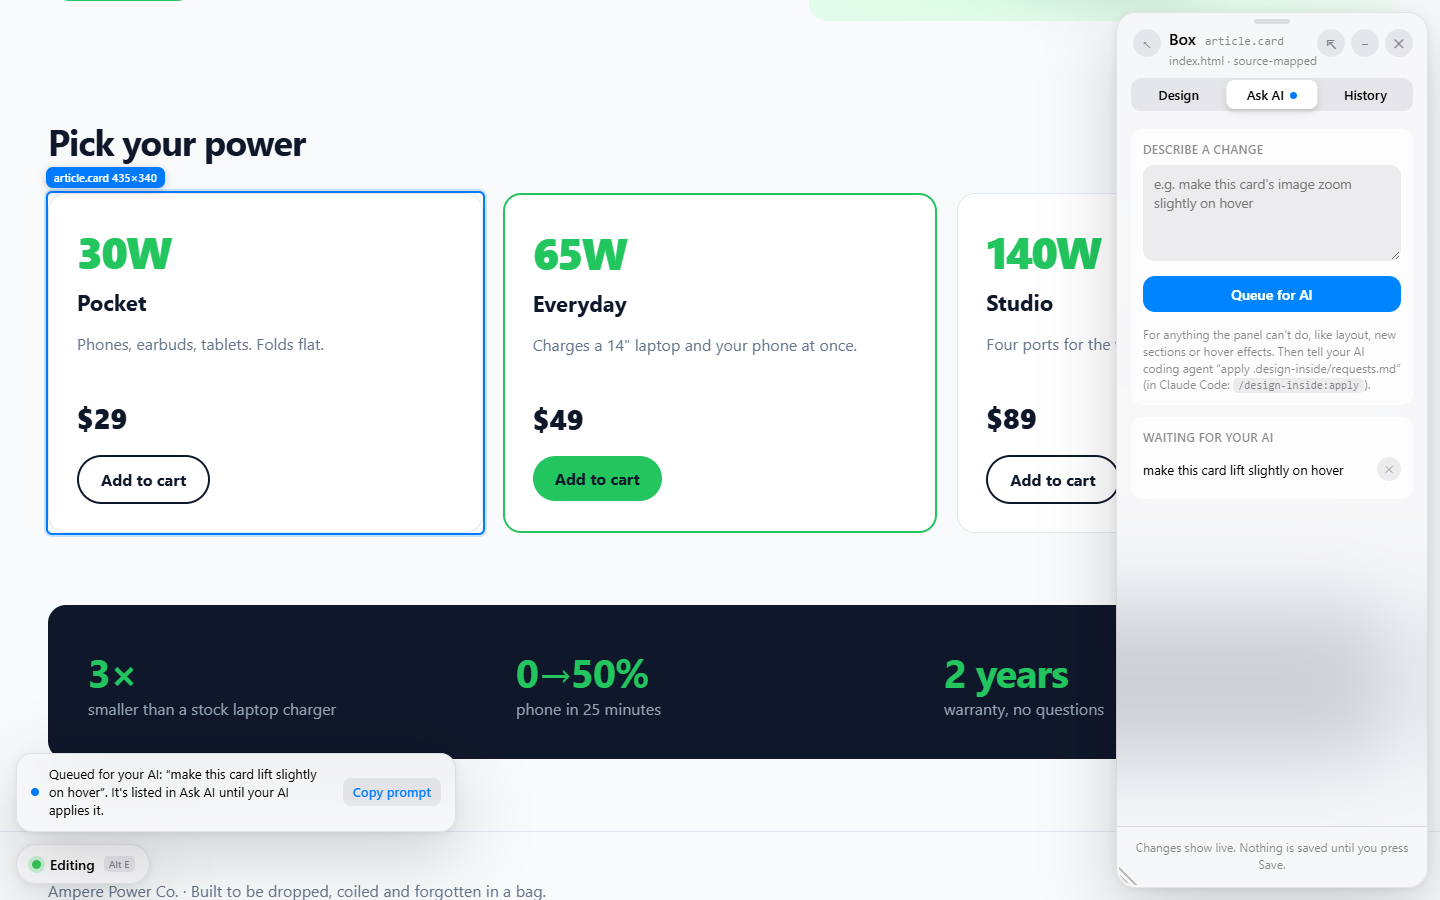 Pick your power
article.card 435×340
30W
Pocket
Phones, earbuds, tablets. Folds flat.
$29
Add to cart
65W
Everyday
Charges a 14" laptop and your phone at once.
$49
Add to cart
140W
Studio
Four ports for the
$89
Add to cart
3×
smaller than a stock laptop charger
0→50%
phone in 25 minutes
2 years
warranty, no questions
Queued for your AI: “make this card lift slightly
on hover”. It's listed in Ask AI until your AI
applies it.
Copy prompt
Editing Alt E
Ampere Power Co. · Built to be dropped, coiled and forgotten in a bag.
Box article.card
index.html · source-mapped
Design
Ask AI
History
DESCRIBE A CHANGE
e.g. make this card's image zoom
slightly on hover
Queue for AI
For anything the panel can't do, like layout, new
sections or hover effects. Then tell your AI
coding agent “apply .design-inside/requests.md”
(in Claude Code: /design-inside:apply).
WAITING FOR YOUR AI
make this card lift slightly on hover
Changes show live. Nothing is saved until you press
Save.